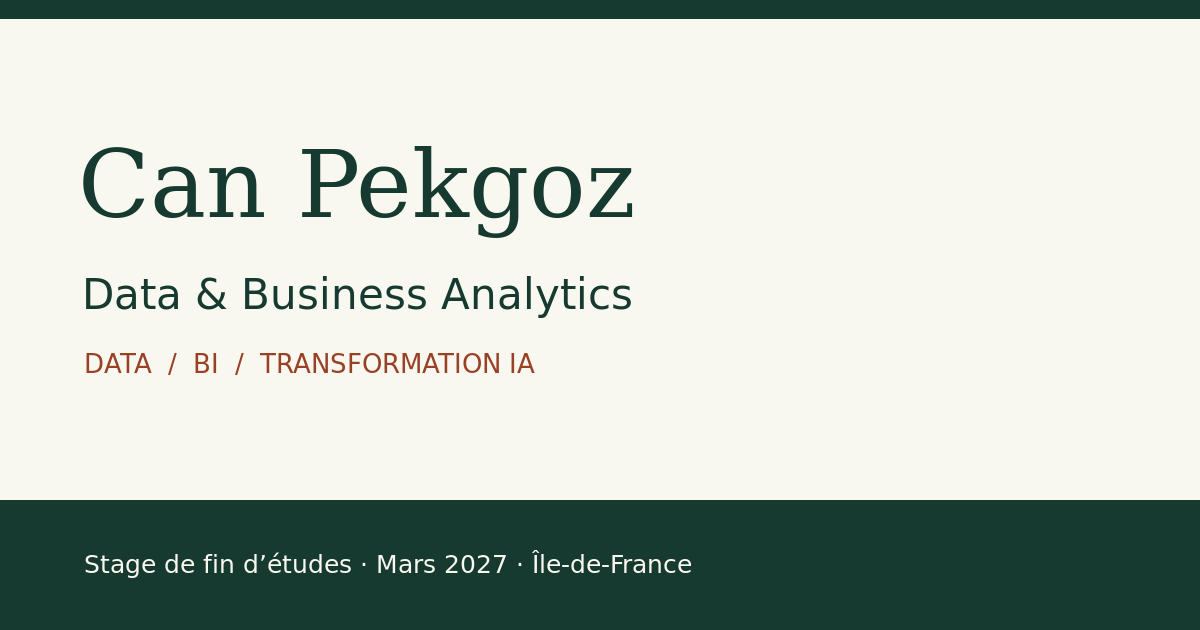 Can Pekgoz
Data & Business Analytics
DATA / BI / TRANSFORMATION IA
Stage de fin d’études · Mars 2027 · Île-de-France